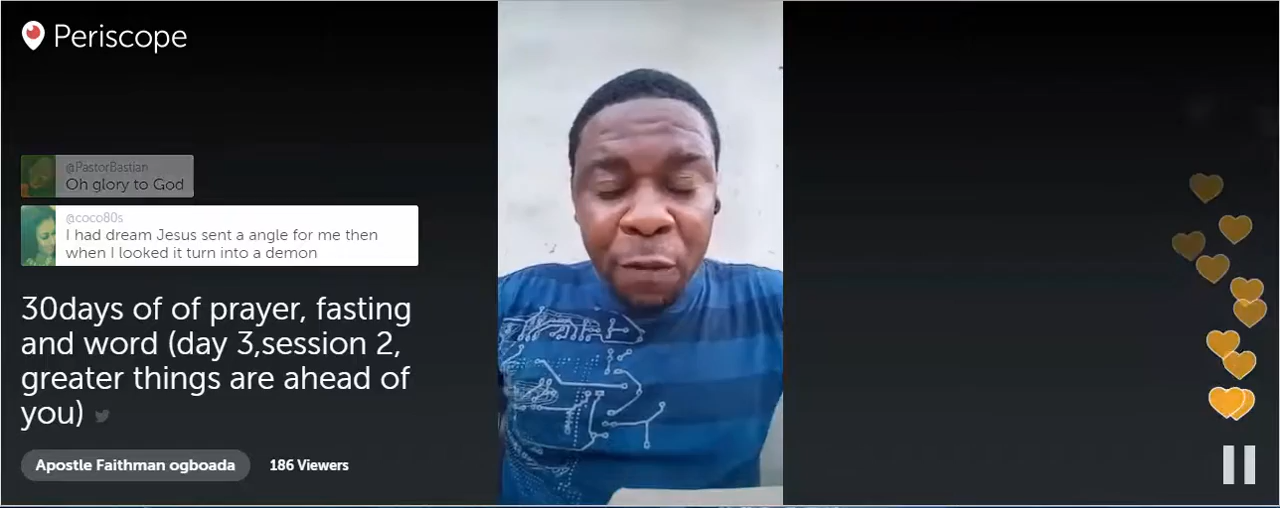 Periscope
@PastorBastian
Oh glory to God
@coco80s
I had dream Jesus sent a angle for me then
when I looked it turn into a demon
30days of of prayer, fasting
and word (day 3,session 2,
greater things are ahead of
you)
Apostle Faithman ogboada
186 Viewers